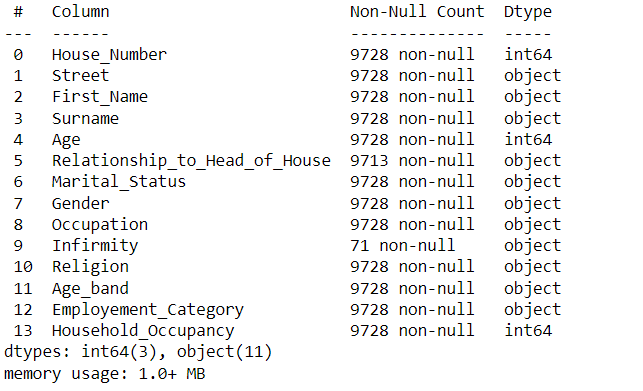 #   Column                        Non-Null Count  Dtype
---  ------                        --------------  -----
 0   House_Number                  9728 non-null   int64
 1   Street                        9728 non-null   object
 2   First_Name                    9728 non-null   object
 3   Surname                       9728 non-null   object
 4   Age                           9728 non-null   int64
 5   Relationship_to_Head_of_House  9713 non-null   object
 6   Marital_Status                9728 non-null   object
 7   Gender                        9728 non-null   object
 8   Occupation                    9728 non-null   object
 9   Infirmity                     71 non-null     object
 10  Religion                      9728 non-null   object
 11  Age_band                      9728 non-null   object
 12  Employement_Category          9728 non-null   object
 13  Household_Occupancy           9728 non-null   int64
dtypes: int64(3), object(11)
memory usage: 1.0+ MB